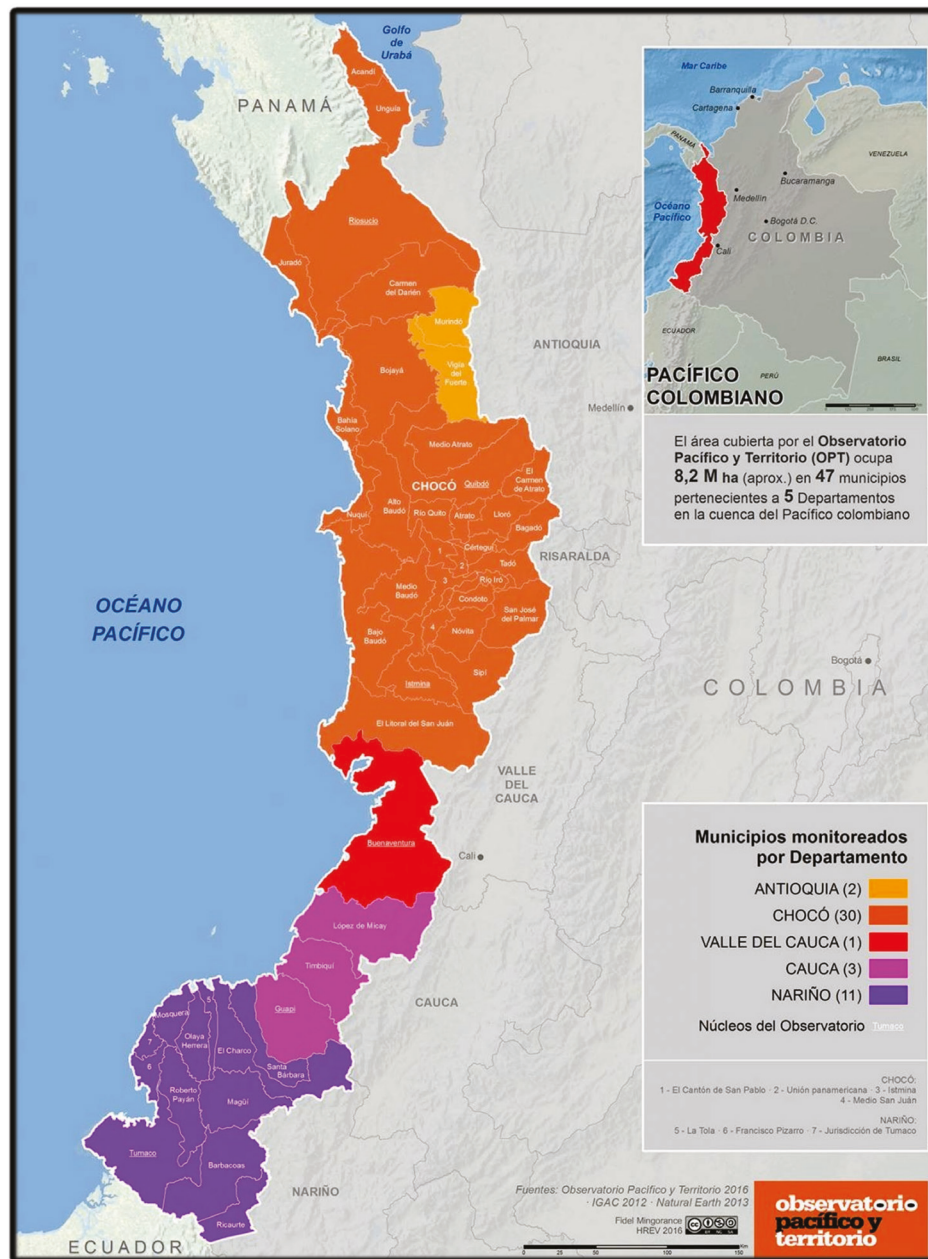 Golfo
de
Urabá
PANAMÁ
Acandí
Unguía
Riosucio
Juradó
Carmen
del Darién
Murindó
Vigía
del
Fuerte
Bojayá
Bahía
Solano
Medio Atrato
CHOCÓ
Quibdó
El
Carmen
de Atrato
Alto
Baudó
Río Quito
Atrato
Lloró
Bagadó
Nuquí
1
Cértegui
2
Tadó
3
Río Iró
Medio
Baudó
Condoto
San José
del Palmar
4
Nóvita
Bajo
Baudó
Sipí
Istmina
El Litoral del San Juán
Buenaventura
López de Micay
Timbiquí
Guapi
Mosquera
5
7
Olaya
Herrera
El Charco
6
Santa
Bárbara
Roberto
Payán
Magüí
Tumaco
Barbacoas
Ricaurte
ECUADOR
OCÉANO
PACÍFICO
ANTIOQUIA
Medellín
RISARALDA
Bogotá
COLOMBIA
VALLE
DEL
CAUCA
Cali
CAUCA
NARIÑO
Mar Caribe
Barranquilla
Cartagena
PANAMÁ
VENEZUELA
Bucaramanga
Medellín
Océano
Pacífico
Bogotá D.C.
COLOMBIA
Cali
ECUADOR
PERÚ
BRASIL
PACÍFICO
COLOMBIANO
El área cubierta por el Observatorio
Pacífico y Territorio (OPT) ocupa
8,2 M ha (aprox.) en 47 municipios
pertenecientes a 5 Departamentos
en la cuenca del Pacífico colombiano
Municipios monitoreados
por Departamento
ANTIOQUIA (2)
CHOCÓ (30)
VALLE DEL CAUCA (1)
CAUCA (3)
NARIÑO (11)
Núcleos del Observatorio Tumaco
CHOCÓ:
1 - El Cantón de San Pablo · 2 - Unión panamericana · 3 - Istmina
4 - Medio San Juán
NARIÑO:
5 - La Tola · 6 - Francisco Pizarro · 7 - Jurisdicción de Tumaco
Fuentes: Observatorio Pacífico y Territorio 2016
· IGAC 2012 · Natural Earth 2013
Fidel Mingorance
HREV 2016
0 50 100 150 Km
observatorio
pacífico y
territorio